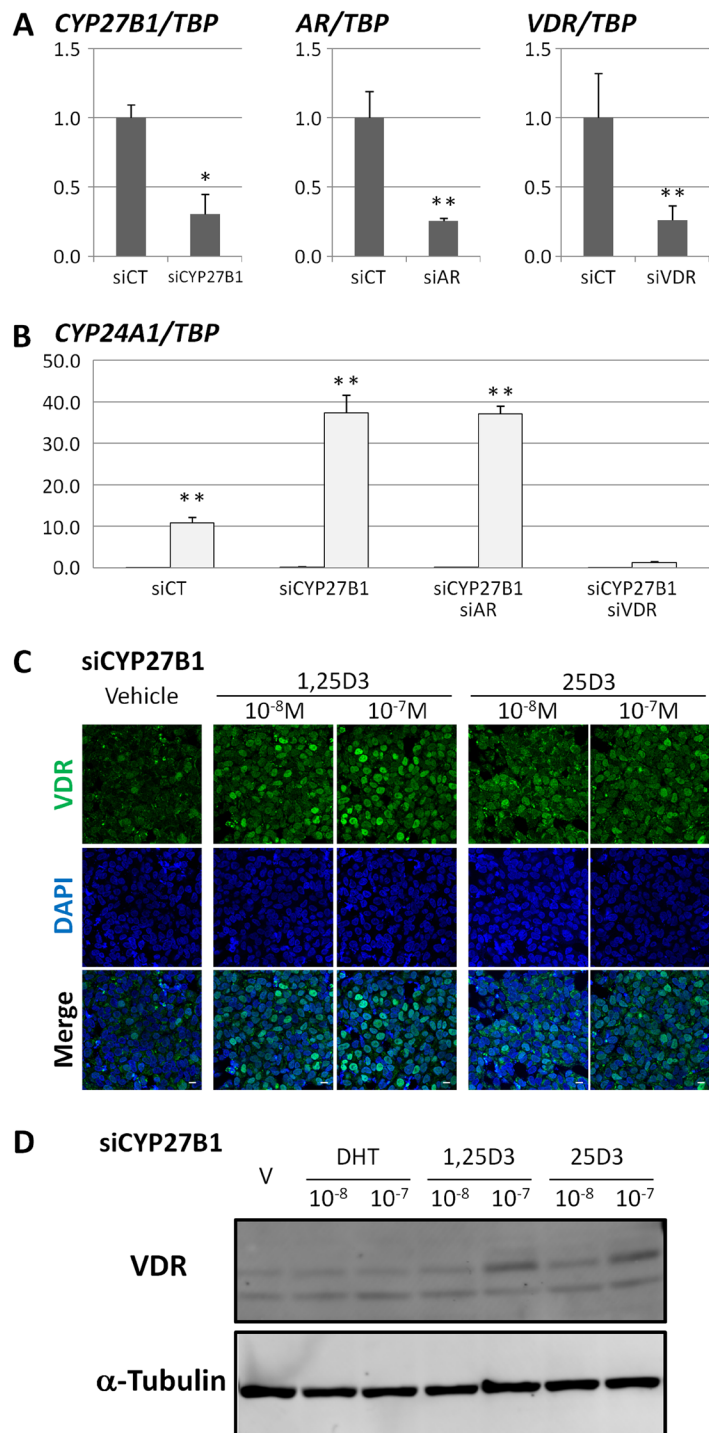 A CYP27B1/TBP AR/TBP VDR/TBP
1.5 1.5 1.5
1.0 1.0 1.0
* ** **
0.5 0.5 0.5
0.0 0.0 0.0
siCT siCYP27B1 siCT siAR siCT siVDR
B CYP24A1/TBP
50.0
40.0
** **
30.0
20.0
**
10.0
0.0
siCT siCYP27B1 siCYP27B1 siCYP27B1
siAR siVDR
C siCYP27B1
Vehicle 1,25D3 25D3
10-8M 10-7M 10-8M 10-7M
VDR
DAPI
Merge
D siCYP27B1
V DHT 1,25D3 25D3
10-8 10-7 10-8 10-7 10-8 10-7
VDR
α-Tubulin